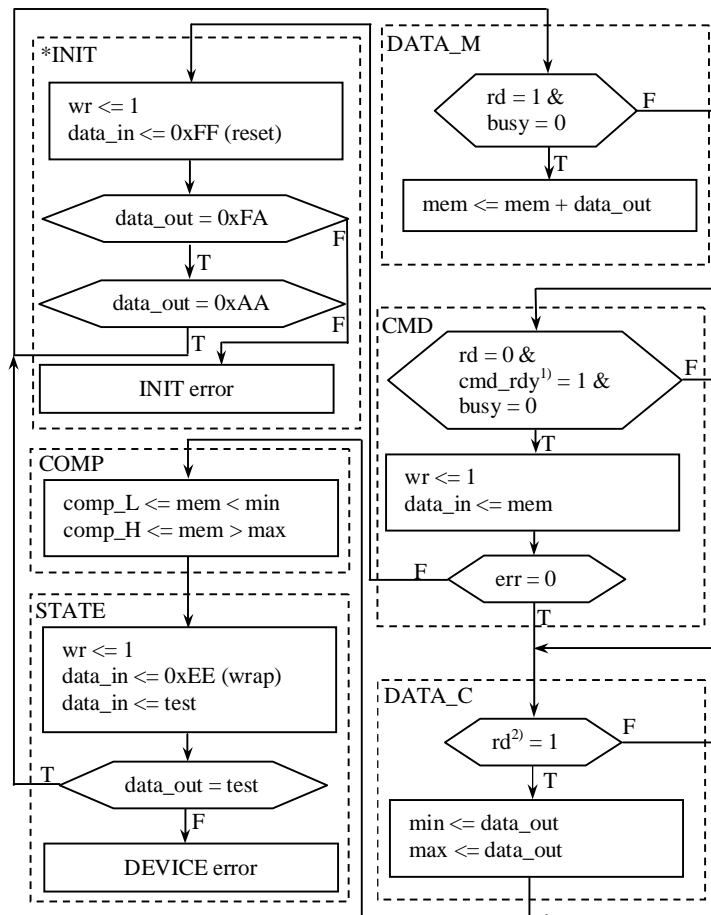 *INIT
wr <= 1
data_in <= 0xFF (reset)
data_out = 0xFA
F
T
data_out = 0xAA
F
T
INIT error
COMP
comp_L <= mem < min
comp_H <= mem > max
STATE
wr <= 1
data_in <= 0xEE (wrap)
data_in <= test
T
data_out = test
F
DEVICE error
DATA_M
rd = 1 &
busy = 0
F
T
mem <= mem + data_out
CMD
rd = 0 &
cmd_rdy¹⁾ = 1 &
busy = 0
F
T
wr <= 1
data_in <= mem
F
err = 0
T
DATA_C
rd²⁾ = 1
F
T
min <= data_out
max <= data_out